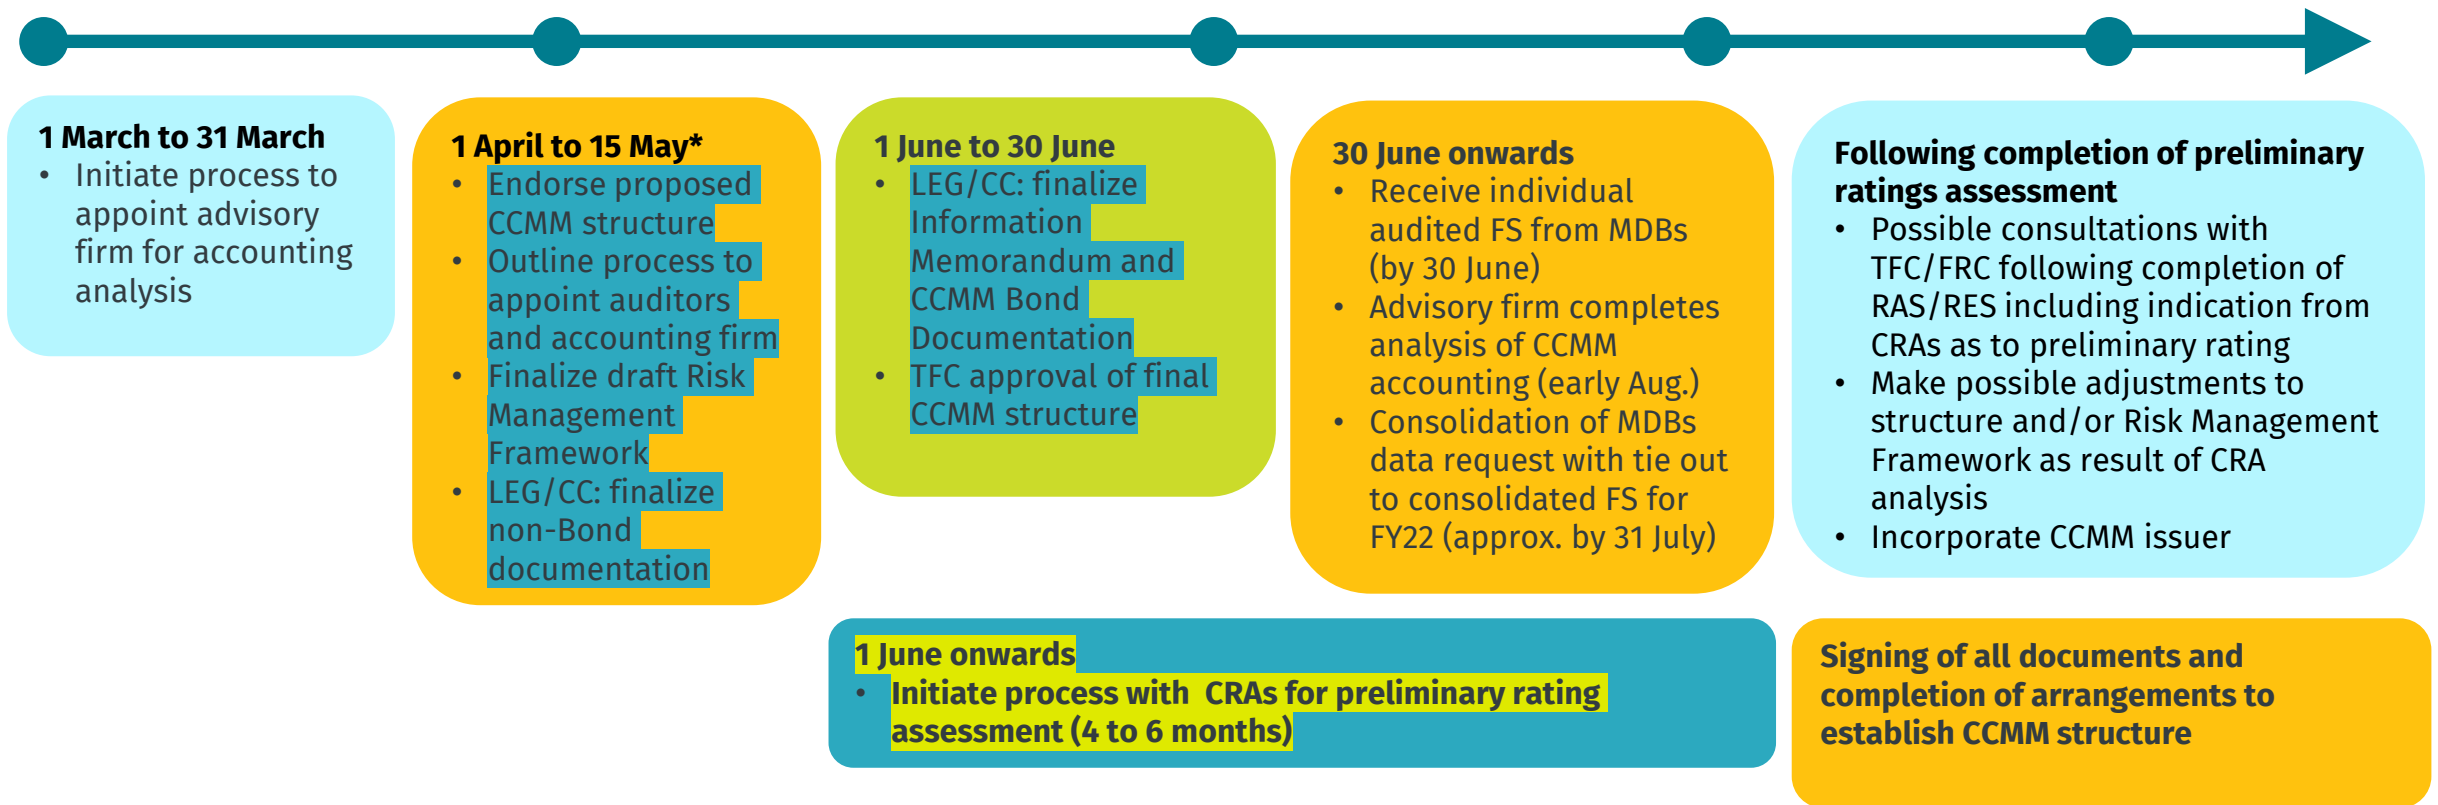 1 March to 31 March
• Initiate process to
appoint advisory
firm for accounting
analysis
1 April to 15 May*
• Endorse proposed
CCMM structure
• Outline process to
appoint auditors
and accounting firm
• Finalize draft Risk
Management
Framework
• LEG/CC: finalize
non-Bond
documentation
1 June to 30 June
• LEG/CC: finalize
Information
Memorandum and
CCMM Bond
Documentation
• TFC approval of final
CCMM structure
30 June onwards
• Receive individual
audited FS from MDBs
(by 30 June)
• Advisory firm completes
analysis of CCMM
accounting (early Aug.)
• Consolidation of MDBs
data request with tie out
to consolidated FS for
FY22 (approx. by 31 July)
Following completion of preliminary
ratings assessment
• Possible consultations with
TFC/FRC following completion of
RAS/RES including indication from
CRAs as to preliminary rating
• Make possible adjustments to
structure and/or Risk Management
Framework as result of CRA
analysis
• Incorporate CCMM issuer
1 June onwards
• Initiate process with CRAs for preliminary rating
assessment (4 to 6 months)
Signing of all documents and
completion of arrangements to
establish CCMM structure